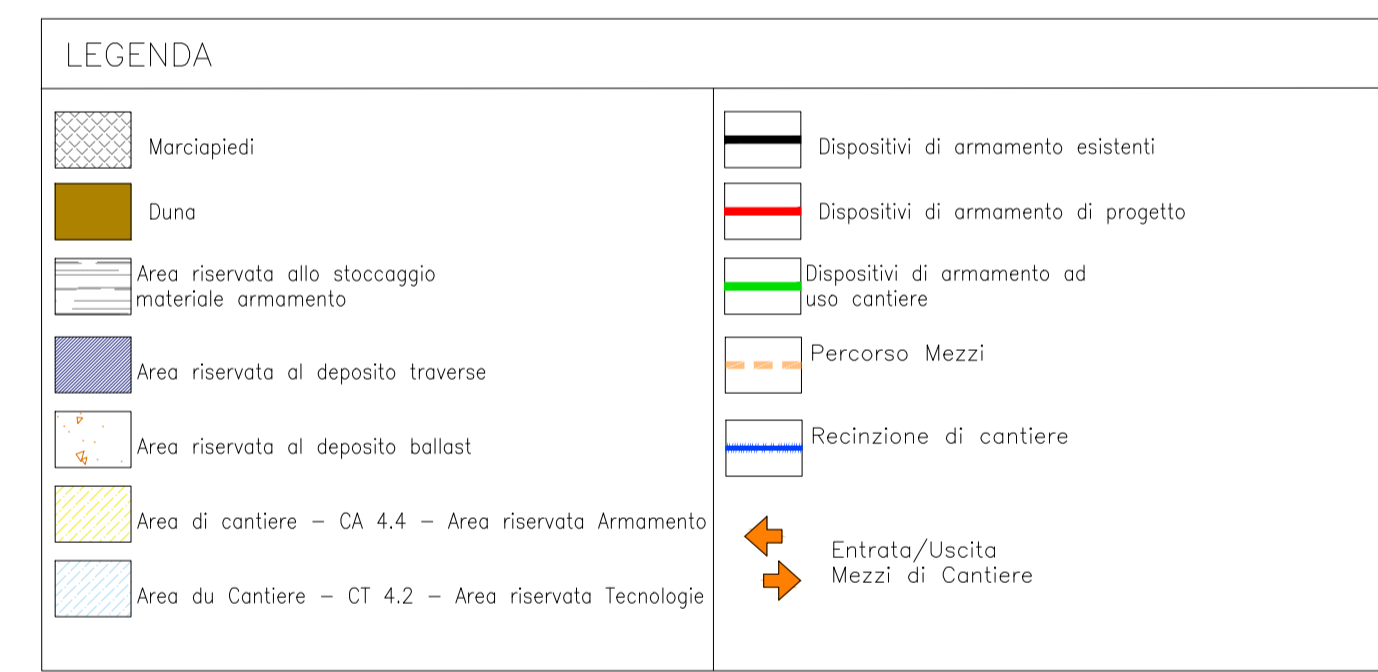 LEGENDA
Marciapiedi
Duna
Area riservata allo stoccaggio
materiale armamento
Area riservata al deposito traverse
Area riservata al deposito ballast
Area di cantiere – CA 4.4 – Area riservata Armamento
Area du Cantiere – CT 4.2 – Area riservata Tecnologie
Dispositivi di armamento esistenti
Dispositivi di armamento di progetto
Dispositivi di armamento ad
uso cantiere
Percorso Mezzi
Recinzione di cantiere
Entrata/Uscita
Mezzi di Cantiere